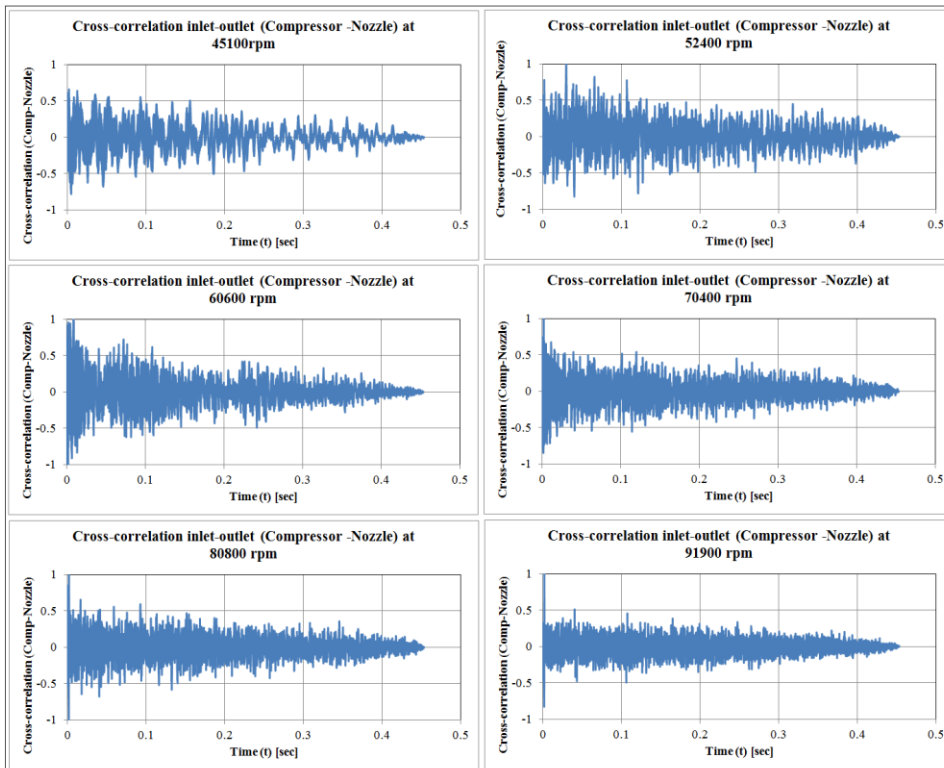 Cross-correlation inlet-outlet (Compressor -Nozzle) at
45100rpm
Cross-correlation (Comp-Nozzle)
1
0.5
0
-0.5
-1
0 0.1 0.2 0.3 0.4 0.5
Time (t) [sec]
Cross-correlation inlet-outlet (Compressor -Nozzle) at
52400 rpm
Cross-correlation (Comp-Nozzle)
1
0.5
0
-0.5
-1
0 0.1 0.2 0.3 0.4 0.5
Time (t) [sec]
Cross-correlation inlet-outlet (Compressor -Nozzle) at
60600 rpm
Cross-correlation (Comp-Nozzle)
1
0.5
0
-0.5
-1
0 0.1 0.2 0.3 0.4 0.5
Time (t) [sec]
Cross-correlation inlet-outlet (Compressor -Nozzle) at
70400 rpm
Cross-correlation (Comp-Nozzle)
1
0.5
0
-0.5
-1
0 0.1 0.2 0.3 0.4 0.5
Time (t) [sec]
Cross-correlation inlet-outlet (Compressor -Nozzle) at
80800 rpm
Cross-correlation (Comp-Nozzle)
1
0.5
0
-0.5
-1
0 0.1 0.2 0.3 0.4 0.5
Time (t) [sec]
Cross-correlation inlet-outlet (Compressor -Nozzle) at
91900 rpm
Cross-correlation (Comp-Nozzle)
1
0.5
0
-0.5
-1
0 0.1 0.2 0.3 0.4 0.5
Time (t) [sec]